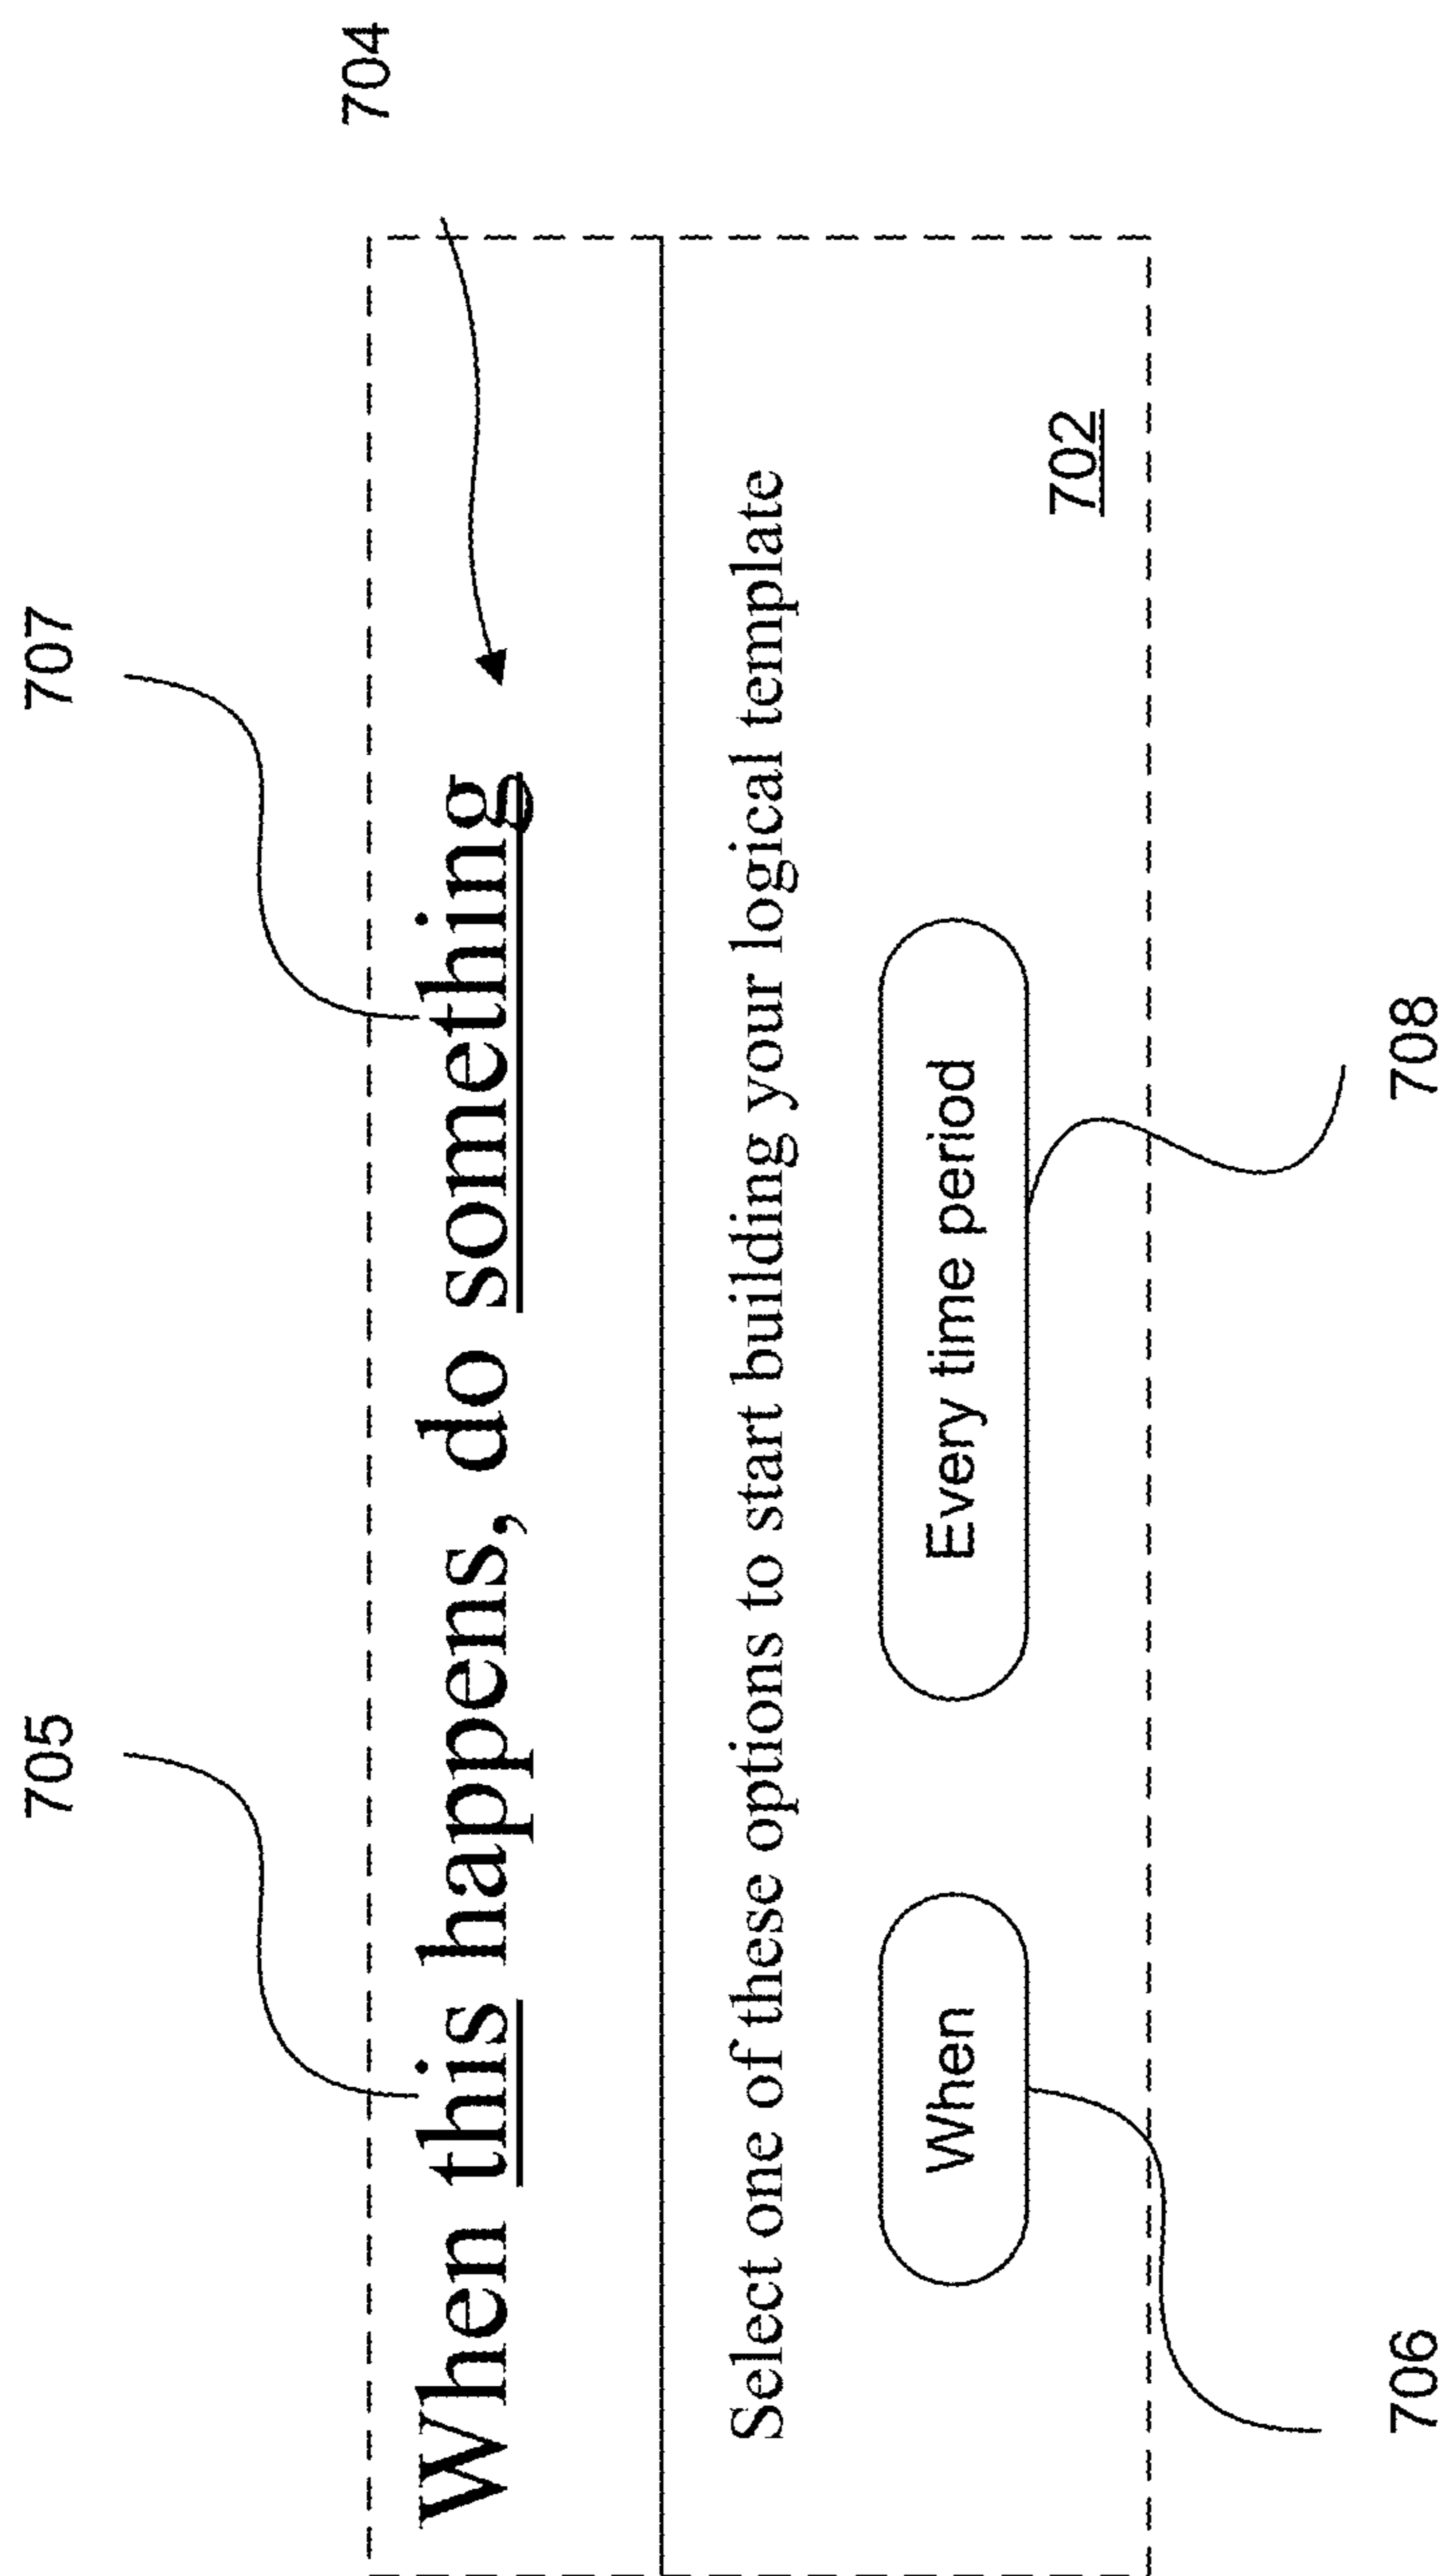 705 707 704
When this happens, do something
Select one of these options to start building your logical template
When Every time period
702
706 708